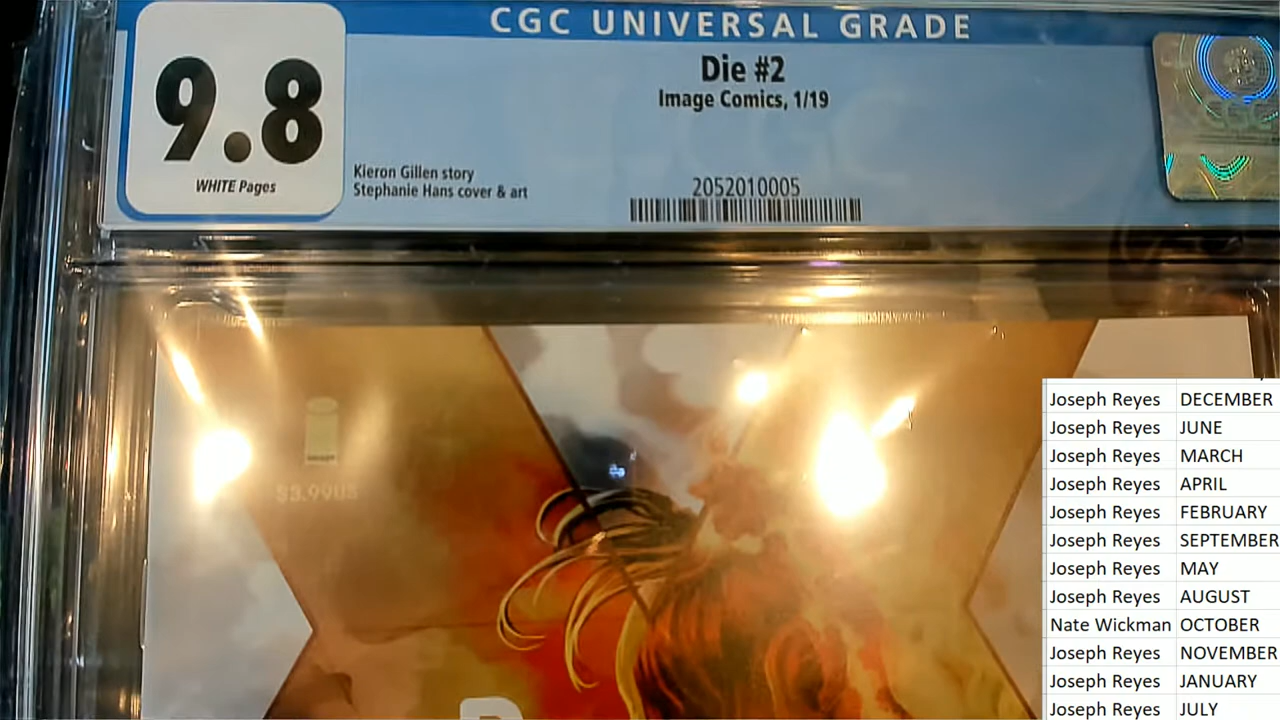 CGC UNIVERSAL GRADE
9.8
WHITE Pages
Die #2
Image Comics, 1/19
Kieron Gillen story
Stephanie Hans cover & art
2052010005
CGC
$3.99US
Joseph Reyes DECEMBER
Joseph Reyes JUNE
Joseph Reyes MARCH
Joseph Reyes APRIL
Joseph Reyes FEBRUARY
Joseph Reyes SEPTEMBER
Joseph Reyes MAY
Joseph Reyes AUGUST
Nate Wickman OCTOBER
Joseph Reyes NOVEMBER
Joseph Reyes JANUARY
Joseph Reyes JULY